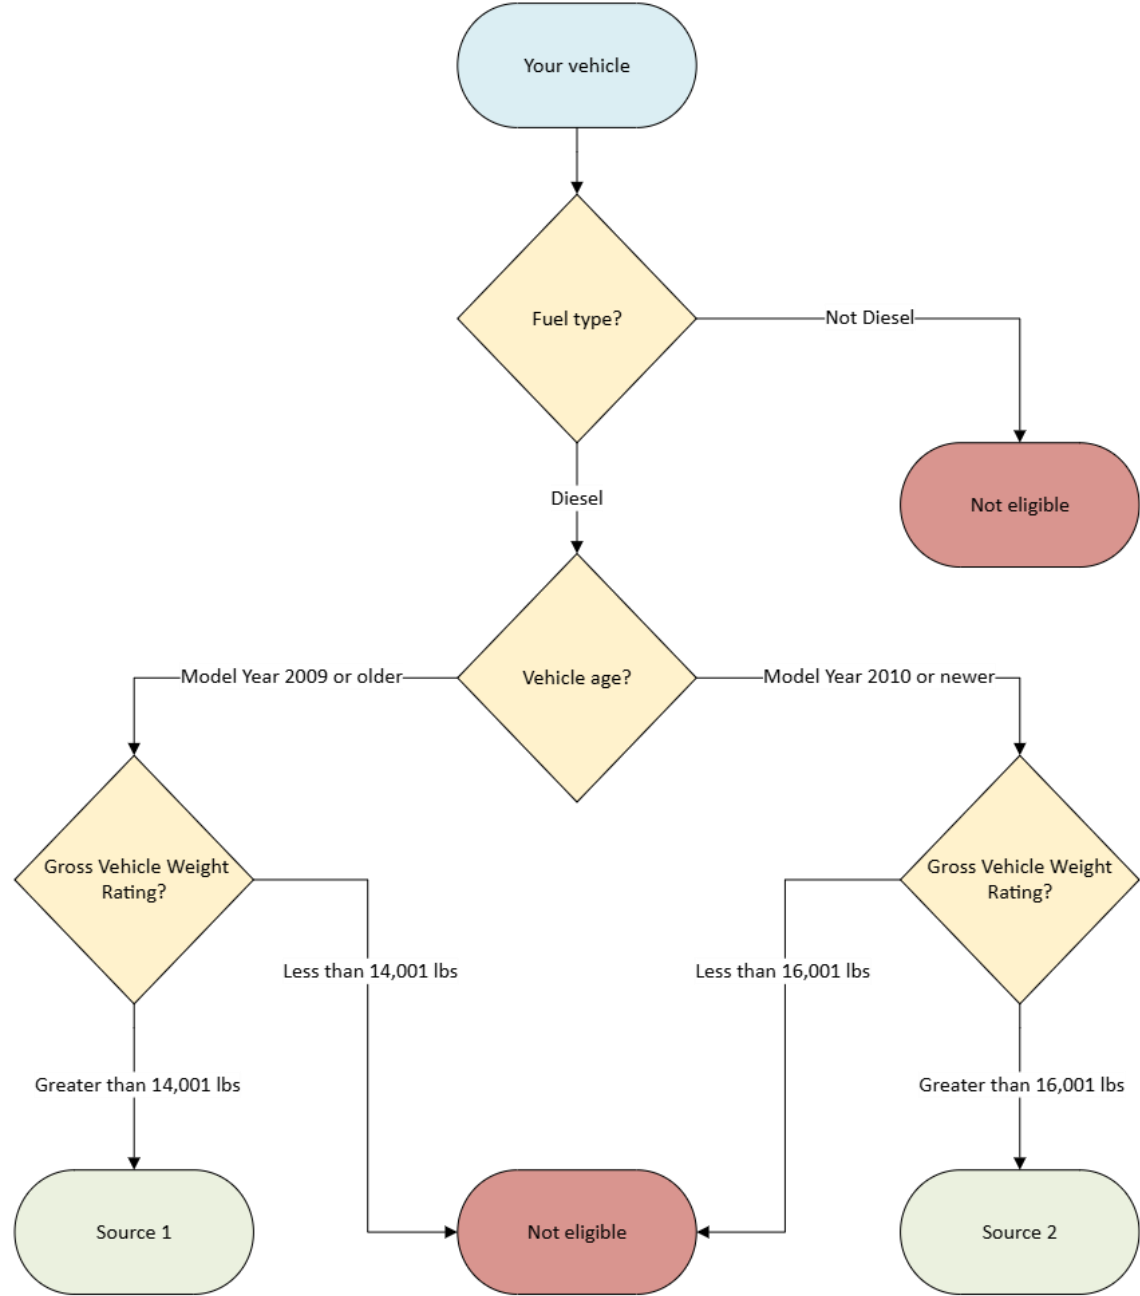 Your vehicle
Fuel type?
Not Diesel
Diesel
Not eligible
Model Year 2009 or older
Vehicle age?
Model Year 2010 or newer
Gross Vehicle Weight
Rating?
Gross Vehicle Weight
Rating?
Less than 14,001 lbs
Less than 16,001 lbs
Greater than 14,001 lbs
Greater than 16,001 lbs
Source 1
Not eligible
Source 2